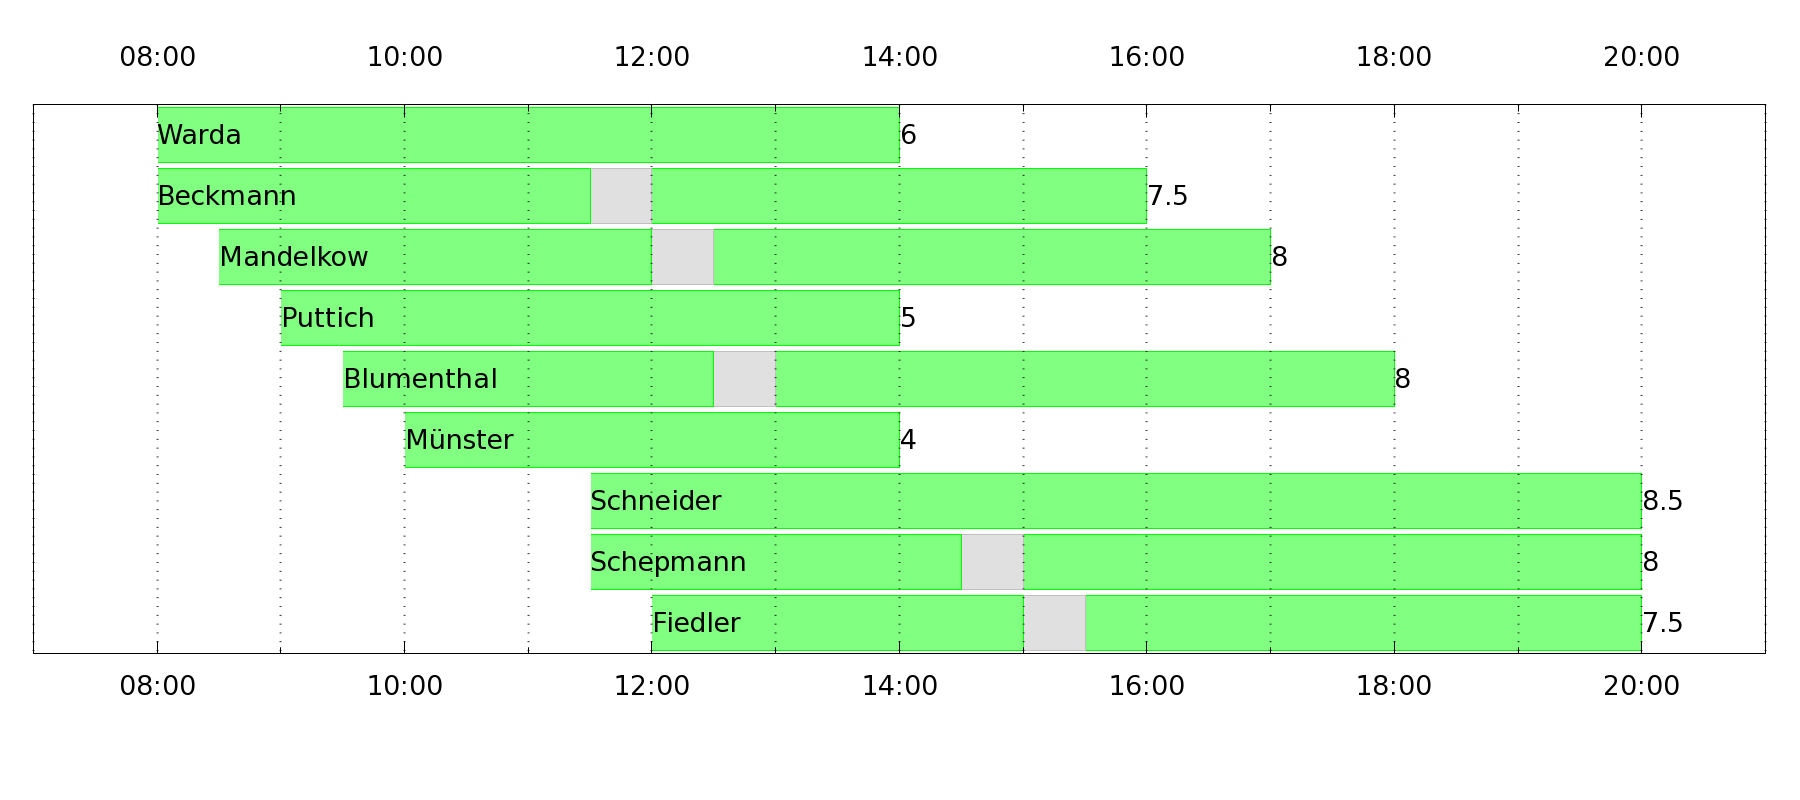 08:00 10:00 12:00 14:00 16:00 18:00 20:00
Warda 6
Beckmann 7.5
Mandelkow 8
Puttich 5
Blumenthal 8
Münster 4
Schneider 8.5
Schepmann 8
Fiedler 7.5
08:00 10:00 12:00 14:00 16:00 18:00 20:00